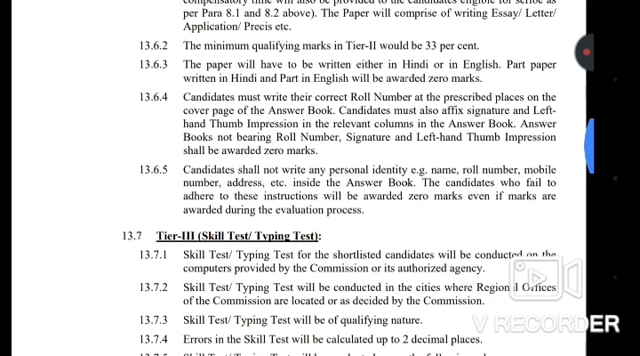 compensatory time will also be provided to the candidates eligible for scribe as
per Para 8.1 and 8.2 above). The Paper will comprise of writing Essay/ Letter/
Application/ Precis etc.
13.6.2 The minimum qualifying marks in Tier-II would be 33 per cent.
13.6.3 The paper will have to be written either in Hindi or in English. Part paper
written in Hindi and Part in English will be awarded zero marks.
13.6.4 Candidates must write their correct Roll Number at the prescribed places on the
cover page of the Answer Book. Candidates must also affix signature and Left-
hand Thumb Impression in the relevant columns in the Answer Book. Answer
Books not bearing Roll Number, Signature and Left-hand Thumb Impression
shall be awarded zero marks.
13.6.5 Candidates shall not write any personal identity e.g. name, roll number, mobile
number, address, etc. inside the Answer Book. The candidates who fail to
adhere to these instructions will be awarded zero marks even if marks are
awarded during the evaluation process.
13.7 Tier-III (Skill Test/ Typing Test):
13.7.1 Skill Test/ Typing Test for the shortlisted candidates will be conducted on the
computers provided by the Commission or its authorized agency.
13.7.2 Skill Test/ Typing Test will be conducted in the cities where Regional Offices
of the Commission are located or as decided by the Commission.
13.7.3 Skill Test/ Typing Test will be of qualifying nature.
V RECORDER
13.7.4 Errors in the Skill Test will be calculated up to 2 decimal places.